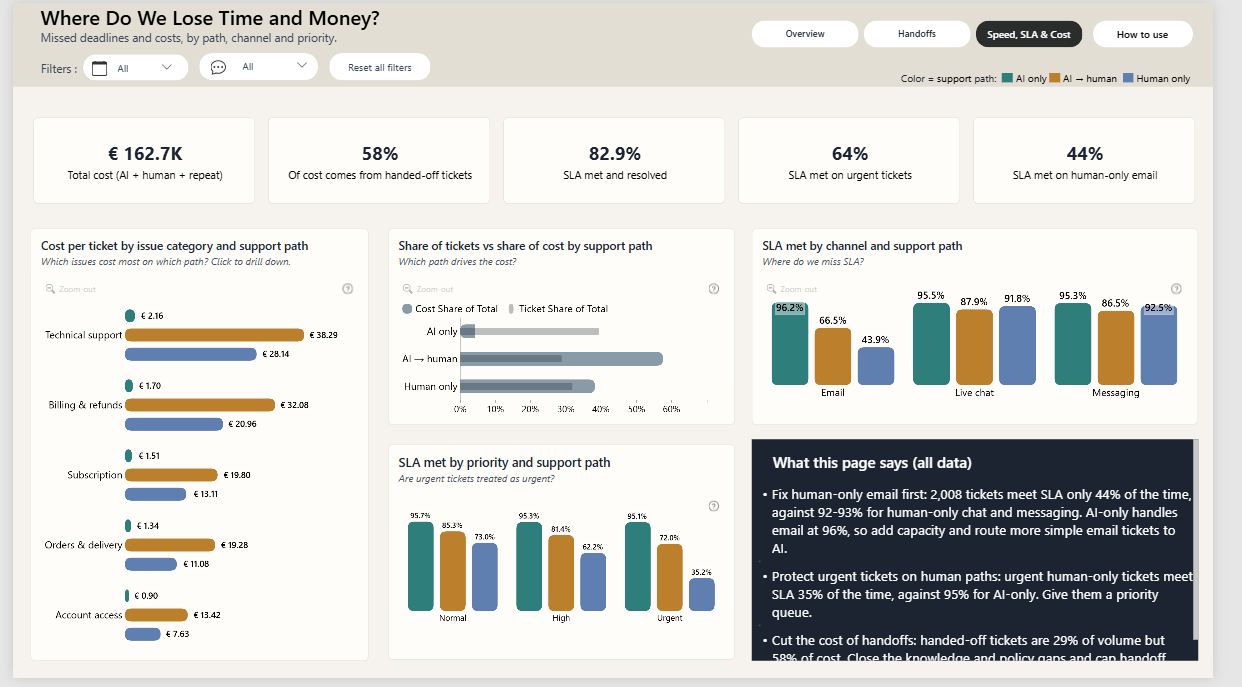 Where Do We Lose Time and Money?
Missed deadlines and costs, by path, channel and priority.
Overview
Handoffs
Speed, SLA & Cost
How to use
Filters :
All
All
Reset all filters
Color = support path: AI only AI → human Human only
€ 162.7K
Total cost (AI + human + repeat)
58%
Of cost comes from handed-off tickets
82.9%
SLA met and resolved
64%
SLA met on urgent tickets
44%
SLA met on human-only email
Cost per ticket by issue category and support path
Which issues cost most on which path? Click to drill down.
Zoom-out
Technical support
€ 2.16
€ 38.29
€ 28.14
Billing & refunds
€ 1.70
€ 32.08
€ 20.96
Subscription
€ 1.51
€ 19.80
€ 13.11
Orders & delivery
€ 1.34
€ 19.28
€ 11.08
Account access
€ 0.90
€ 13.42
€ 7.63
Share of tickets vs share of cost by support path
Which path drives the cost?
Zoom-out
Cost Share of Total Ticket Share of Total
AI only
AI → human
Human only
0% 10% 20% 30% 40% 50% 60%
SLA met by priority and support path
Are urgent tickets treated as urgent?
95.7% 85.3% 73.0%
95.3% 81.4% 62.2%
95.1% 72.0% 35.2%
Normal High Urgent
SLA met by channel and support path
Where do we miss SLA?
Zoom-out
96.2% 66.5% 43.9%
95.5% 87.9% 91.8%
95.3% 86.5% 92.5%
Email Live chat Messaging
What this page says (all data)
• Fix human-only email first: 2,008 tickets meet SLA only 44% of the time,
against 92-93% for human-only chat and messaging. AI-only handles
email at 96%, so add capacity and route more simple email tickets to
AI.
• Protect urgent tickets on human paths: urgent human-only tickets meet
SLA 35% of the time, against 95% for AI-only. Give them a priority
queue.
• Cut the cost of handoffs: handed-off tickets are 29% of volume but
58% of cost. Close the knowledge and policy gaps and cap handoff